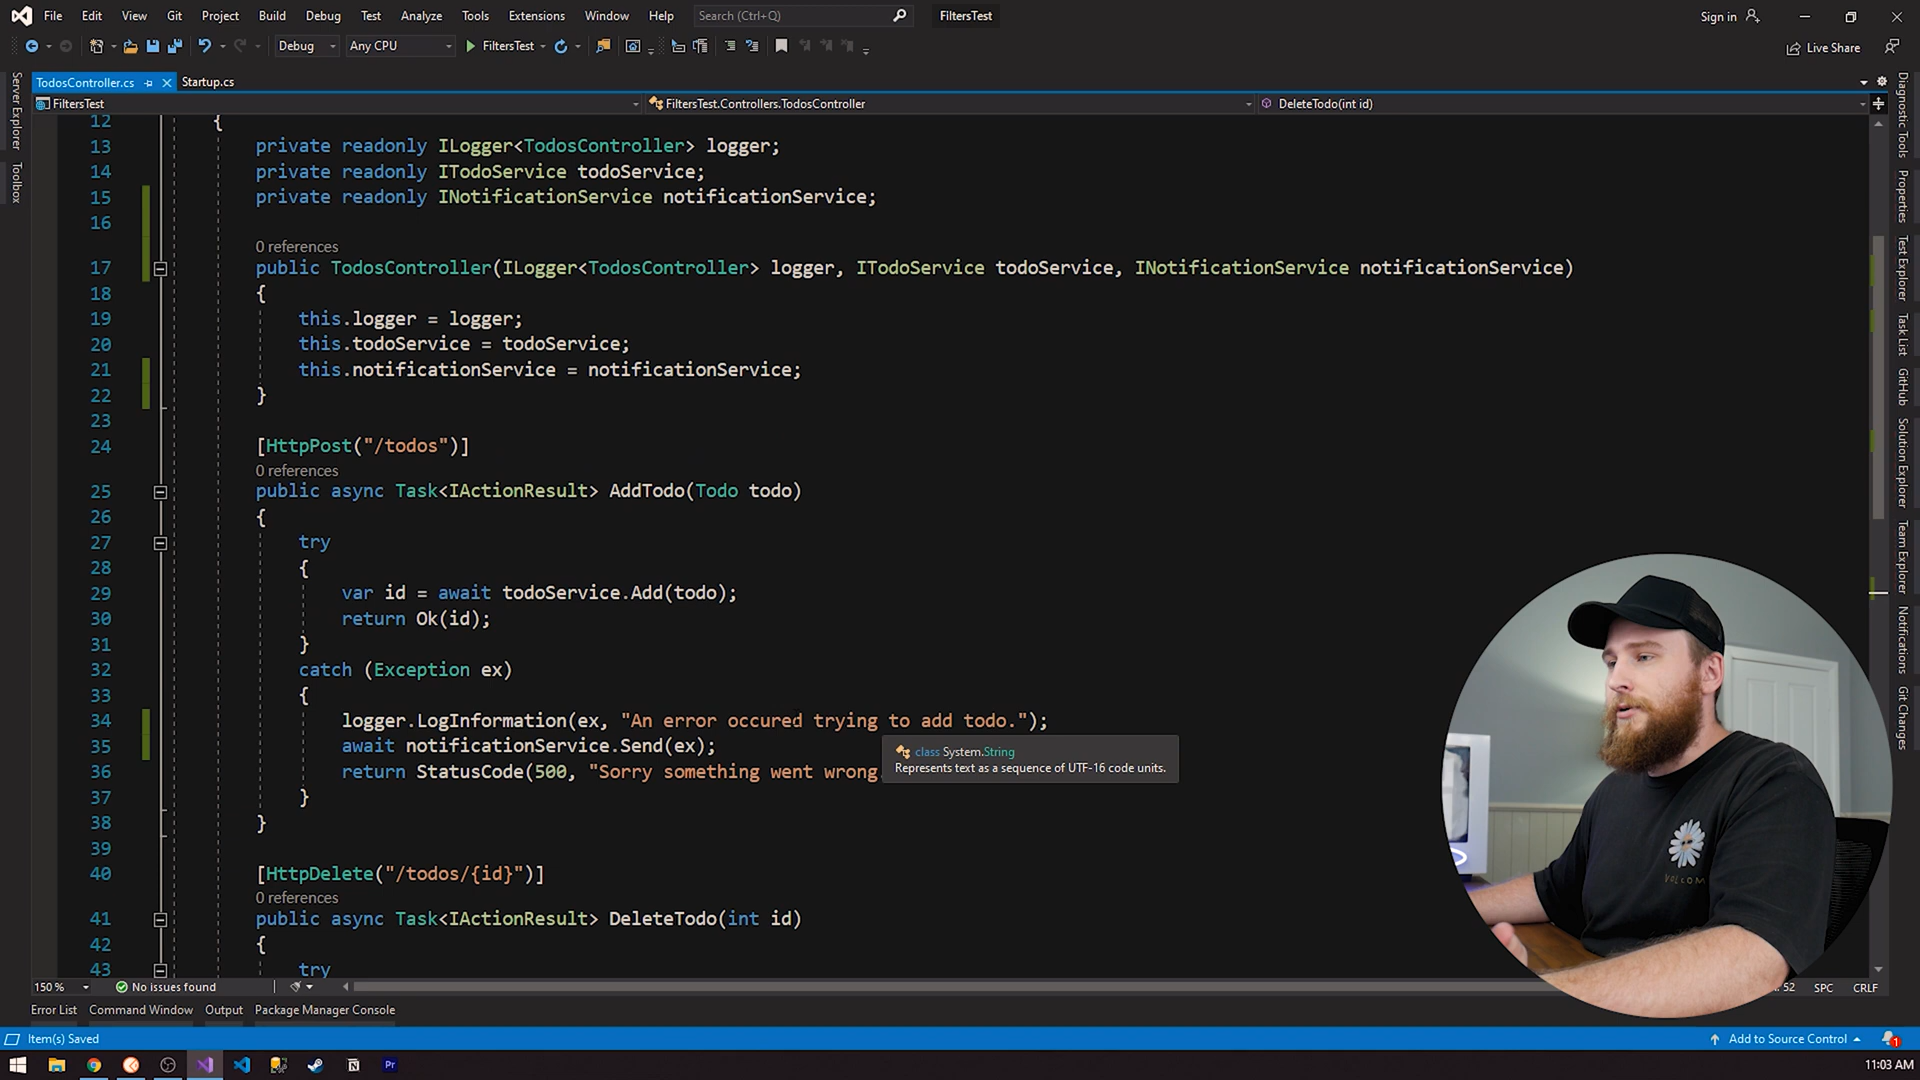 File Edit View Git Project Build Debug Test Analyze Tools Extensions Window Help Search (Ctrl+Q) FiltersTest Sign in
Debug Any CPU FiltersTest Live Share
TodosController.cs Startup.cs
FiltersTest FiltersTest.Controllers.TodosController DeleteTodo(int id)
Server Explorer
Toolbox
12 {
13 private readonly ILogger<TodosController> logger;
14 private readonly ITodoService todoService;
15 private readonly INotificationService notificationService;
16
0 references
17 public TodosController(ILogger<TodosController> logger, ITodoService todoService, INotificationService notificationService)
18 {
19 this.logger = logger;
20 this.todoService = todoService;
21 this.notificationService = notificationService;
22 }
23
24 [HttpPost("/todos")]
0 references
25 public async Task<IActionResult> AddTodo(Todo todo)
26 {
27 try
28 {
29 var id = await todoService.Add(todo);
30 return Ok(id);
31 }
32 catch (Exception ex)
33 {
34 logger.LogInformation(ex, "An error occured trying to add todo.");
35 await notificationService.Send(ex);
36 return StatusCode(500, "Sorry something went wrong.
class System.String
Represents text as a sequence of UTF-16 code units.
37 }
38 }
39
40 [HttpDelete("/todos/{id}")]
0 references
41 public async Task<IActionResult> DeleteTodo(int id)
42 {
43 try
Diagnostic Tools
Properties
Test Explorer
Task List
GitHub
Solution Explorer
Team Explorer
Notifications
Git Changes
VOLCOM
150 % No issues found 52 SPC CRLF
Error List Command Window Output Package Manager Console
Item(s) Saved Add to Source Control 1
Pr 11:03 AM